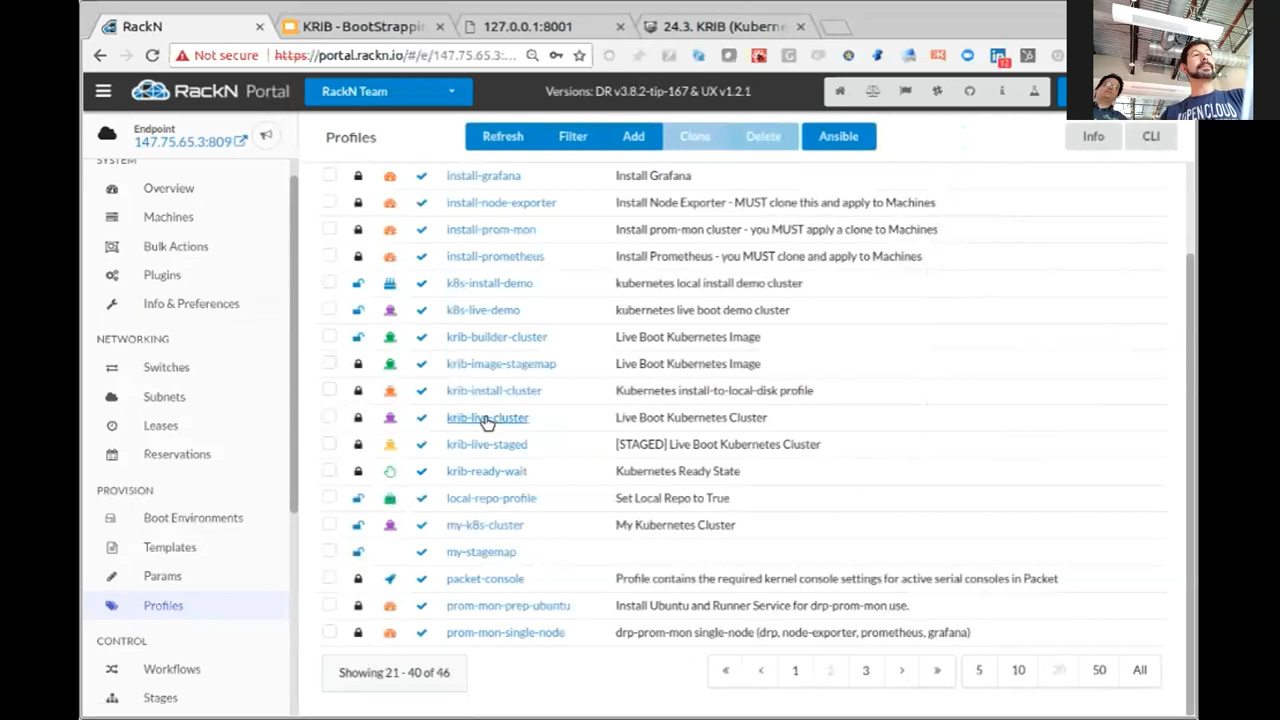 RackN
KRIB - BootStrappi
127.0.0.1:8001
24.3. KRIB (Kuberne
Not secure
https://portal.rackn.io/#/e/147.75.65.3:...
12
RackN Portal
RackN Team
Versions: DR v3.8.2-tip-167 & UX v1.2.1
Endpoint
147.75.65.3:809
Profiles
Refresh
Filter
Add
Clone
Delete
Ansible
Info
CLI
SYSTEM
Overview
Machines
Bulk Actions
Plugins
Info & Preferences
NETWORKING
Switches
Subnets
Leases
Reservations
PROVISION
Boot Environments
Templates
Params
Profiles
CONTROL
Workflows
Stages
install-grafana Install Grafana
install-node-exporter Install Node Exporter - MUST clone this and apply to Machines
install-prom-mon Install prom-mon cluster - you MUST apply a clone to Machines
install-prometheus Install Prometheus - you MUST clone and apply to Machines
k8s-install-demo kubernetes local install demo cluster
k8s-live-demo kubernetes live boot demo cluster
krib-builder-cluster Live Boot Kubernetes Image
krib-image-stagemap Live Boot Kubernetes Image
krib-install-cluster Kubernetes install-to-local-disk profile
krib-live-cluster Live Boot Kubernetes Cluster
krib-live-staged [STAGED] Live Boot Kubernetes Cluster
krib-ready-wait Kubernetes Ready State
local-repo-profile Set Local Repo to True
my-k8s-cluster My Kubernetes Cluster
my-stagemap
packet-console Profile contains the required kernel console settings for active serial consoles in Packet
prom-mon-prep-ubuntu Install Ubuntu and Runner Service for drp-prom-mon use.
prom-mon-single-node drp-prom-mon single-node (drp, node-exporter, prometheus, grafana)
Showing 21 - 40 of 46
« ‹ 1 2 3 › » 5 10 20 50 All
OPEN CLOUD